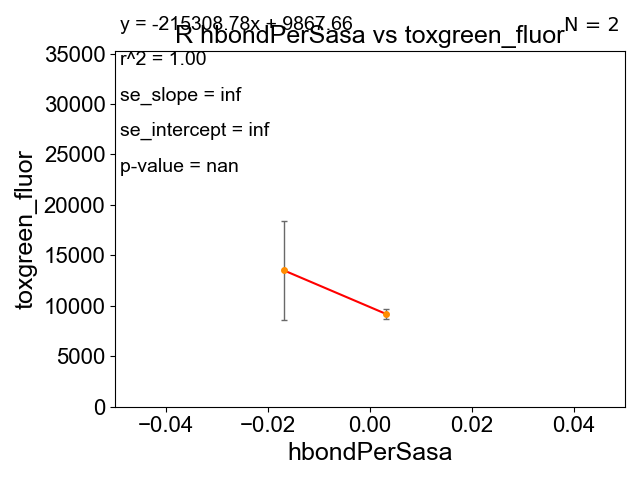 y = -215308.78x + 9867.66
N = 2
R hbondPerSasa vs toxgreen_fluor
r^2 = 1.00
se_slope = inf
se_intercept = inf
p-value = nan
35000
30000
25000
20000
15000
10000
5000
0
toxgreen_fluor
−0.04
−0.02
0.00
0.02
0.04
hbondPerSasa